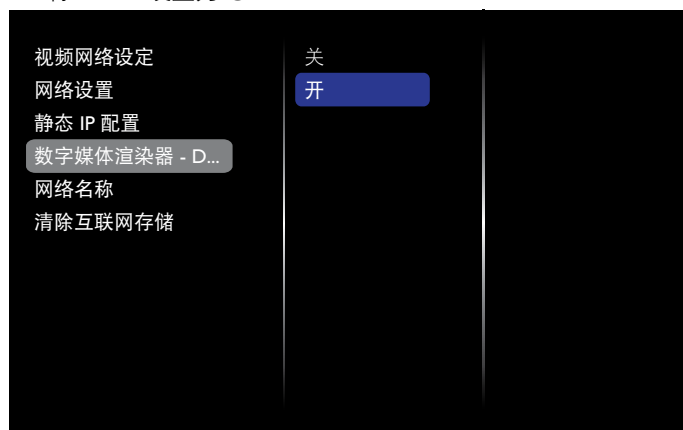 视频网络设定
网络设置
静态 IP 配置
数字媒体渲染器 - D...
网络名称
清除互联网存储
关
开